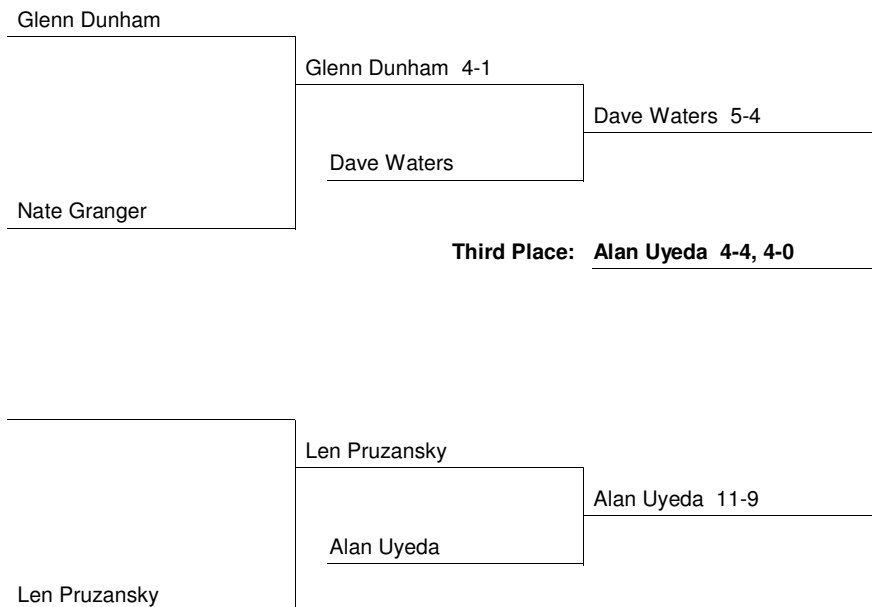 Glenn Dunham
Glenn Dunham 4-1
Dave Waters 5-4
Dave Waters
Nate Granger
Third Place: Alan Uyeda 4-4, 4-0
Len Pruzansky
Alan Uyeda 11-9
Alan Uyeda
Len Pruzansky